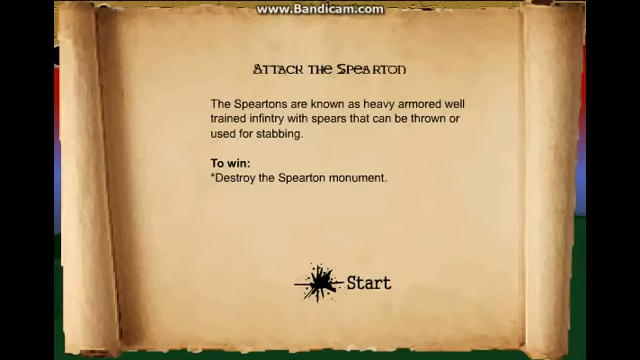 www.Bandicam.com
Attack the Spearton
The Speartons are known as heavy armored well
trained infintry with spears that can be thrown or
used for stabbing.
To win:
*Destroy the Spearton monument.
Start